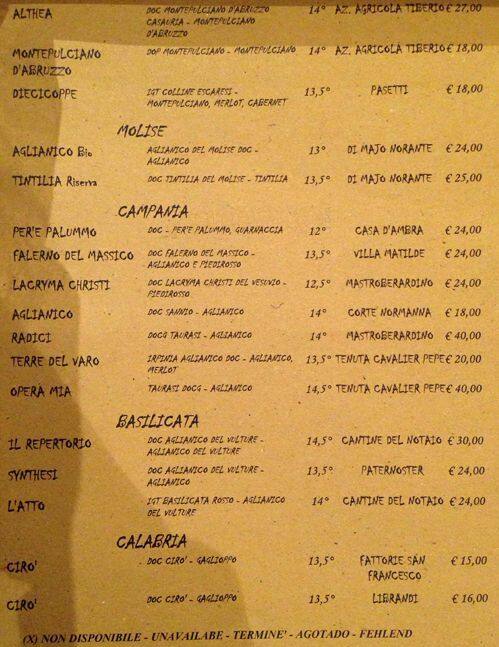 ALTHEA DOC MONTEPULCIANO D'ABRUZZO 14° AZ. AGRICOLA TIBERIO € 27,00
CASAURIA - MONTEPULCIANO
D'ABRUZZO
MONTEPULCIANO DOP MONTEPULCIANO - MONTEPULCIANO 14° AZ. AGRICOLA TIBERIO € 18,00
D'ABRUZZO
DIECICOPPE IGT COLLINE ESCARESI - 13,5° PASETTI € 18,00
MONTEPULCIANO, MERLOT, CABERNET
MOLISE
AGLIANICO Bio AGLIANICO DEL MOLISE DOC - 13° DI MAJO NORANTE € 24,00
AGLIANICO
TINTILIA Riserva DOC TINTILIA DEL MOLISE - TINTILIA 13,5° DI MAJO NORANTE € 25,00
CAMPANIA
PER'E PALUMMO DOC - PER'E PALUMMO, GUARNACCIA 12° CASA D'AMBRA € 24,00
FALERNO DEL MASSICO DOC FALERNO DEL MASSICO - 13,5° VILLA MATILDE € 24,00
AGLIANICO E PIEDIROSSO
LACRYMA CHRISTI DOC LACRYMA CHRISTI DEL VESUVIO - 12,5° MASTROBERARDINO € 24,00
PIEDIROSSO
AGLIANICO DOC SANNIO - AGLIANICO 14° CORTE NORMANNA € 18,00
RADICI DOCG TAURASI - AGLIANICO 14° MASTROBERARDINO € 40,00
TERRE DEL VARO IRPINIA AGLIANICO DOC - AGLIANICO, 13,5° TENUTA CAVALIER PEPE € 20,00
MERLOT
OPERA MIA TAURASI DOCG - AGLIANICO 14,5° TENUTA CAVALIER PEPE € 40,00
BASILICATA
IL REPERTORIO DOC AGLIANICO DEL VULTURE - 14,5° CANTINE DEL NOTAIO € 30,00
AGLIANICO DEL VULTURE
SYNTHESI DOC AGLIANICO DEL VULTURE - 13,5° PATERNOSTER € 24,00
AGLIANICO
L'ATTO IGT BASILICATA ROSSO - AGLIANICO 14° CANTINE DEL NOTAIO € 24,00
DEL VULTURE
CALABRIA
CIRO' DOC CIRO' - GAGLIOPPO 13,5° FATTORIE SAN € 15,00
FRANCESCO
CIRO' DOC CIRO' - GAGLIOPPO 13,5° LIBRANDI € 16,00
(X) NON DISPONIBILE - UNAVAILABE - TERMINE' - AGOTADO - FEHLEND